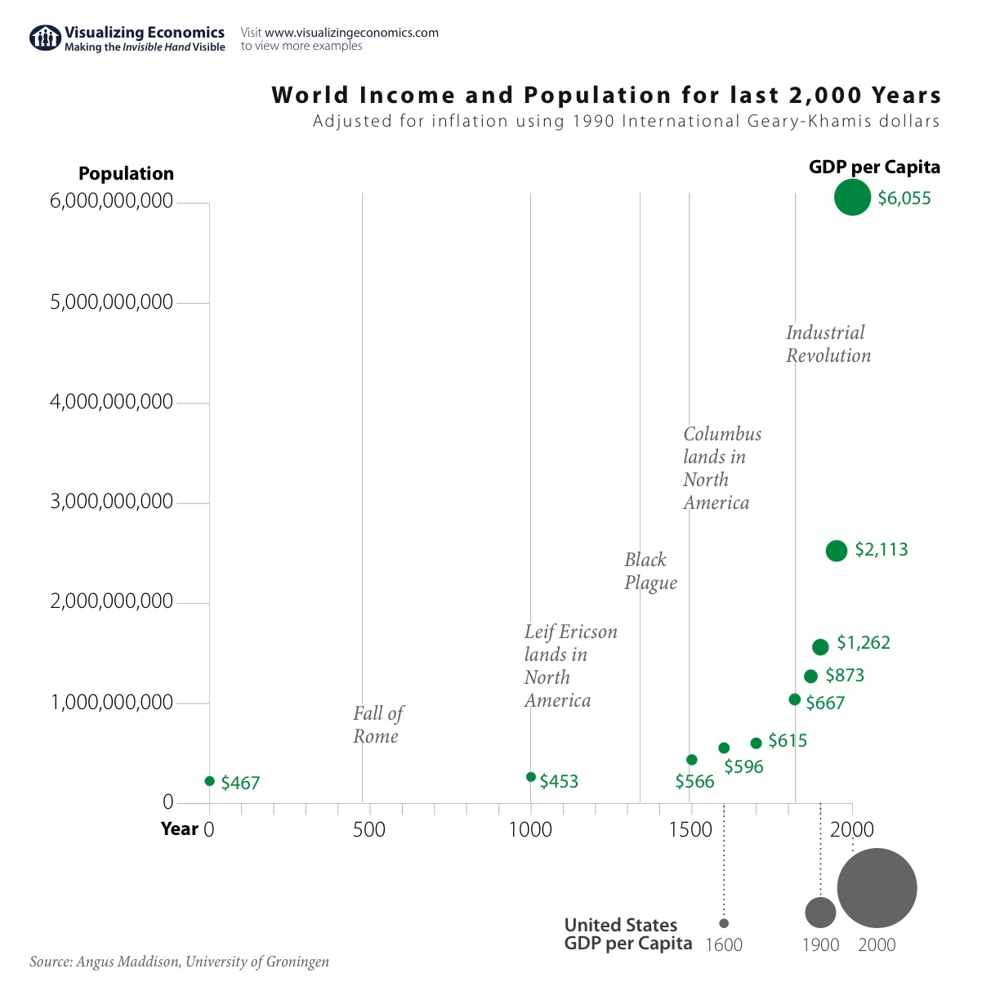 Visualizing Economics
Making the Invisible Hand Visible
Visit www.visualizingeconomics.com
to view more examples
World Income and Population for last 2,000 Years
Adjusted for inflation using 1990 International Geary-Khamis dollars
Population
GDP per Capita
6,000,000,000
$6,055
5,000,000,000
Industrial
Revolution
4,000,000,000
Columbus
lands in
North
America
3,000,000,000
$2,113
Black
Plague
2,000,000,000
Leif Ericson
lands in
North
America
$1,262
$873
1,000,000,000
$667
Fall of
Rome
$615
$596
$566
$467
$453
0
Year 0
500
1000
1500
2000
United States
GDP per Capita
1600
1900
2000
Source: Angus Maddison, University of Groningen